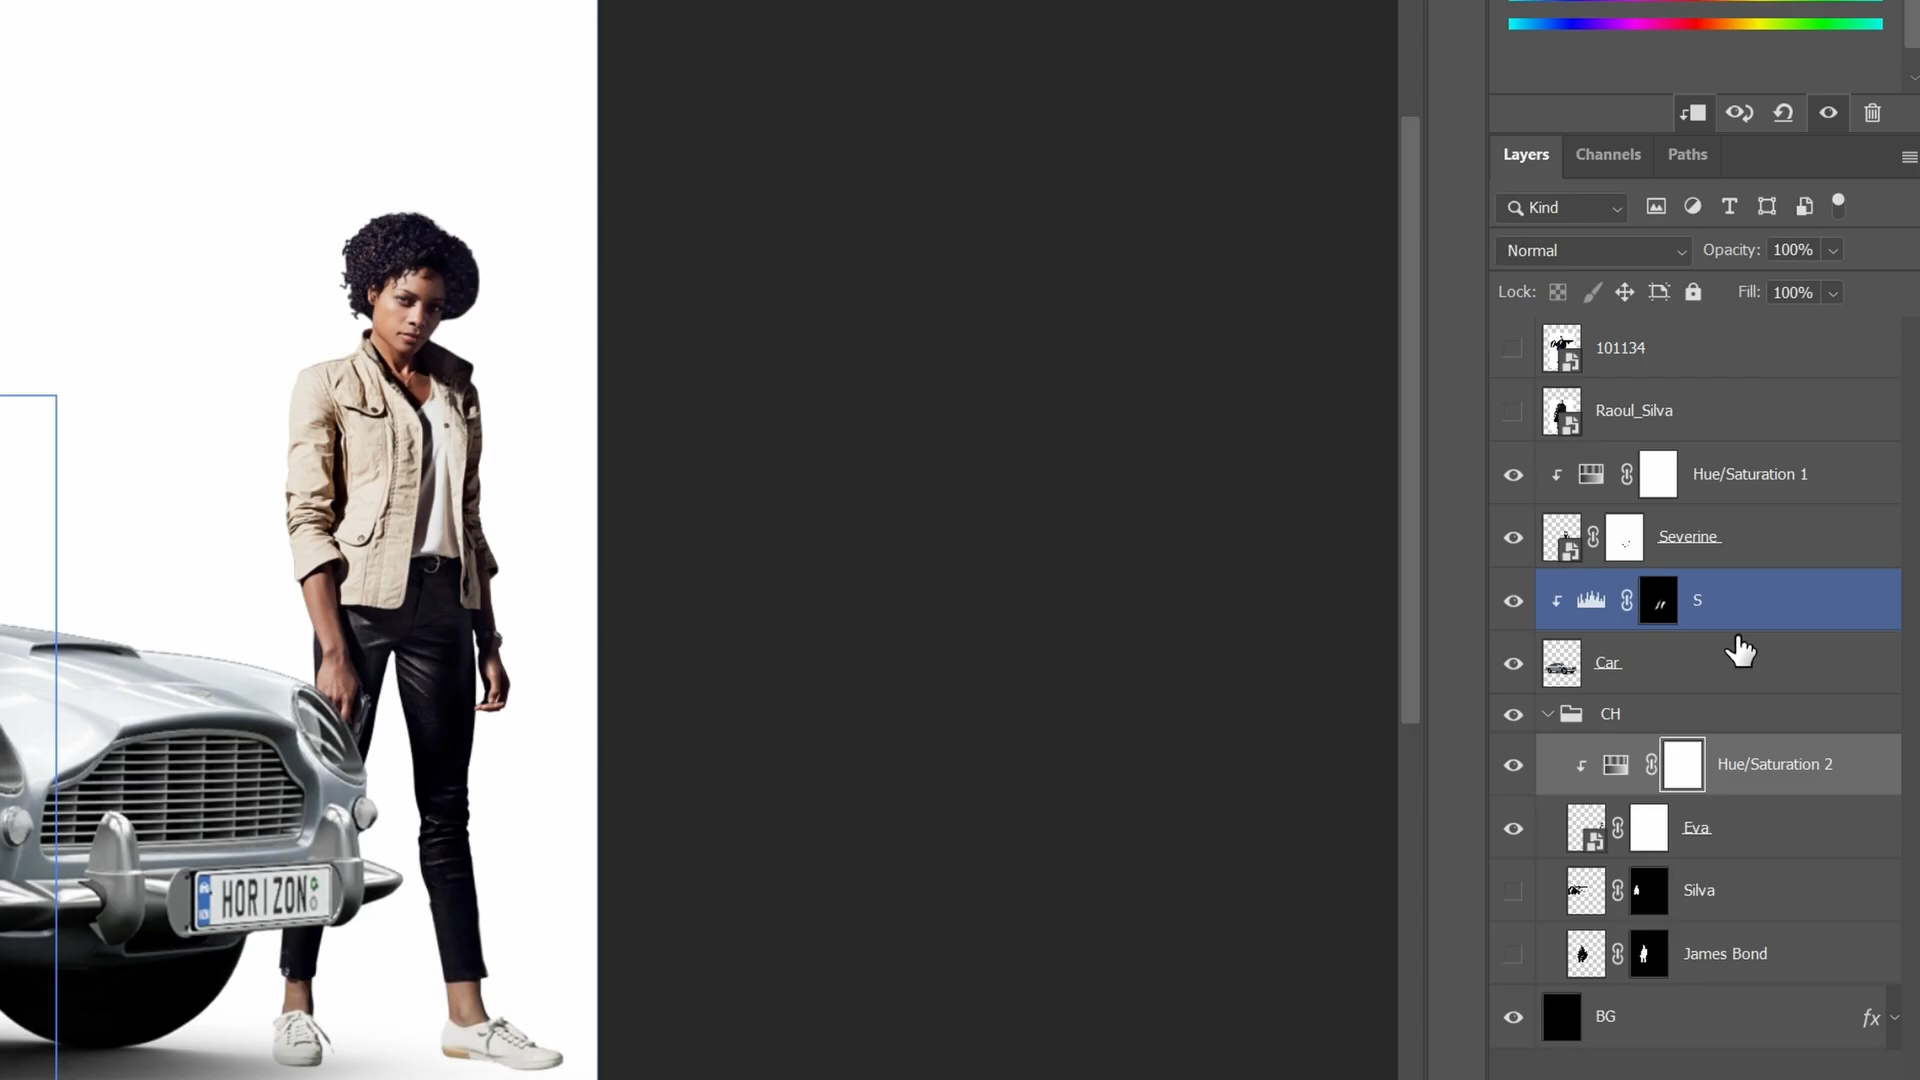 Layers Channels Paths
Kind
Normal Opacity: 100%
Lock: Fill: 100%
101134
Raoul_Silva
Hue/Saturation 1
Severine
S
Car
CH
Hue/Saturation 2
Eva
Silva
James Bond
BG fx
HORIZON